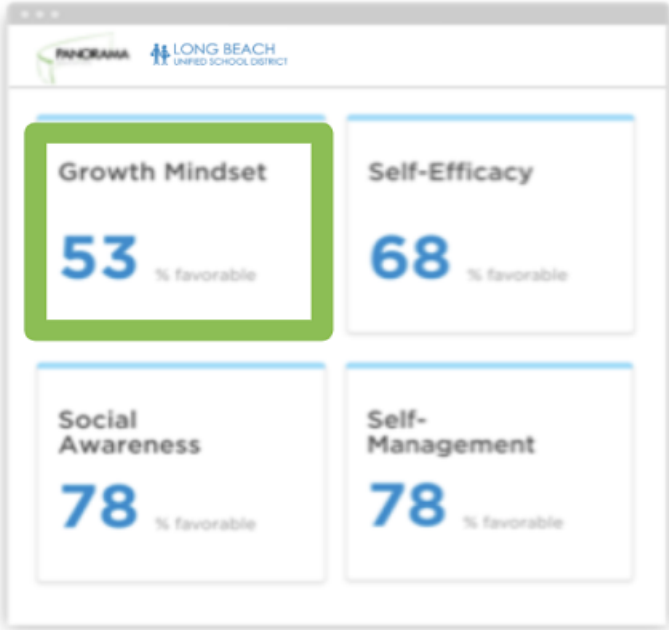 PANORAMA
LONG BEACH
UNIFIED SCHOOL DISTRICT
Growth Mindset
53 % favorable
Self-Efficacy
68 % favorable
Social
Awareness
78 % favorable
Self-
Management
78 % favorable